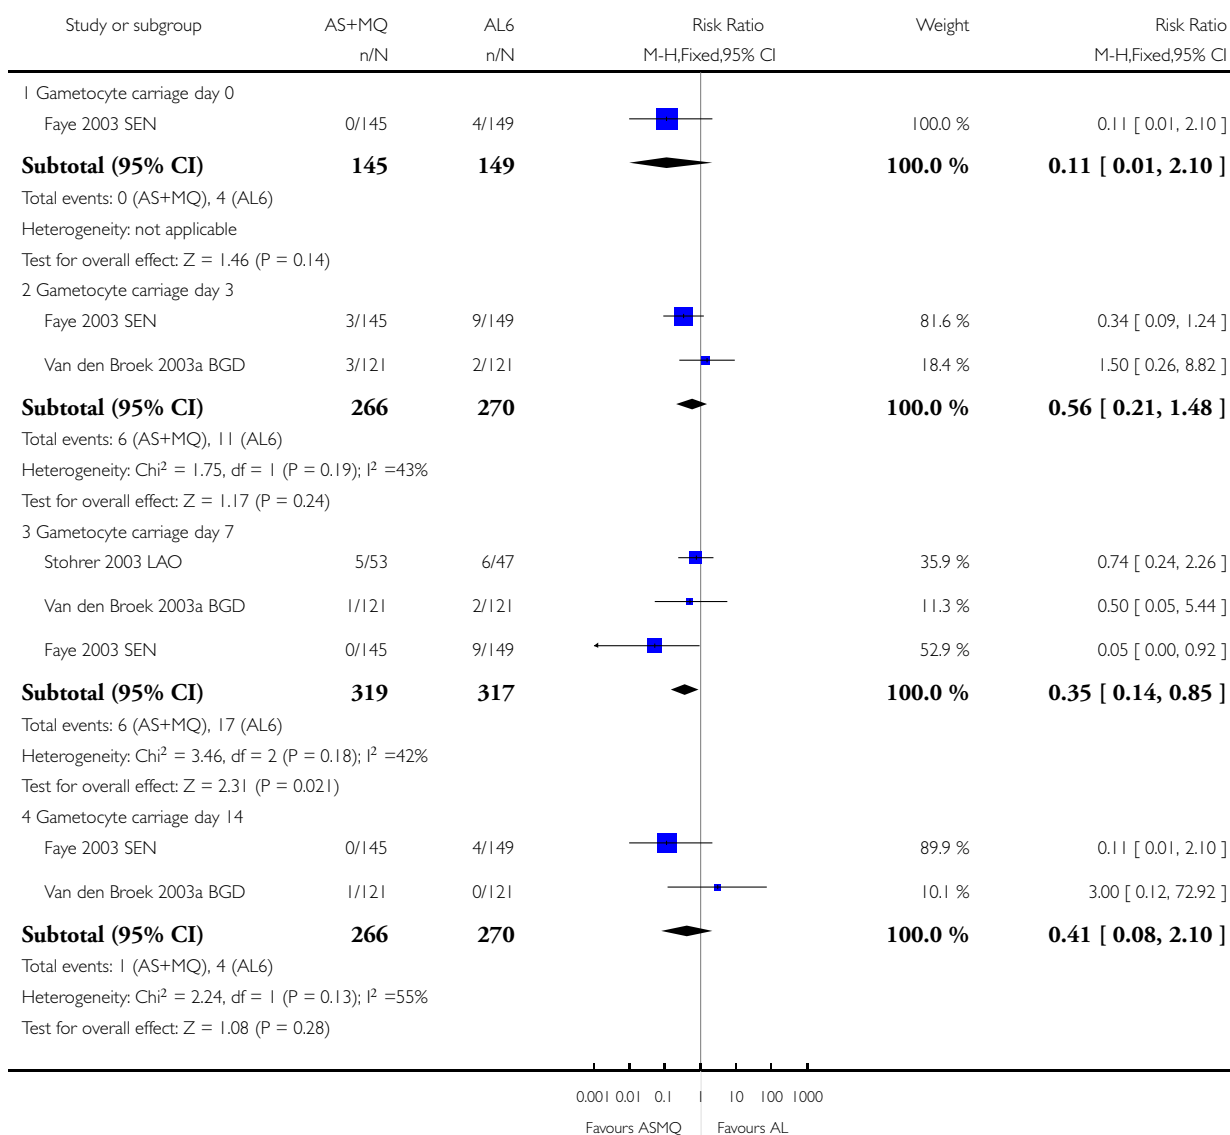 Study or subgroup AS+MQ AL6 Risk Ratio Weight Risk Ratio
n/N n/N M-H,Fixed,95% CI M-H,Fixed,95% CI
1 Gametocyte carriage day 0
Faye 2003 SEN 0/145 4/149 100.0 % 0.11 [ 0.01, 2.10 ]
Subtotal (95% CI) 145 149 100.0 % 0.11 [ 0.01, 2.10 ]
Total events: 0 (AS+MQ), 4 (AL6)
Heterogeneity: not applicable
Test for overall effect: Z = 1.46 (P = 0.14)
2 Gametocyte carriage day 3
Faye 2003 SEN 3/145 9/149 81.6 % 0.34 [ 0.09, 1.24 ]
Van den Broek 2003a BGD 3/121 2/121 18.4 % 1.50 [ 0.26, 8.82 ]
Subtotal (95% CI) 266 270 100.0 % 0.56 [ 0.21, 1.48 ]
Total events: 6 (AS+MQ), 11 (AL6)
Heterogeneity: Chi² = 1.75, df = 1 (P = 0.19); I² =43%
Test for overall effect: Z = 1.17 (P = 0.24)
3 Gametocyte carriage day 7
Stohrer 2003 LAO 5/53 6/47 35.9 % 0.74 [ 0.24, 2.26 ]
Van den Broek 2003a BGD 1/121 2/121 11.3 % 0.50 [ 0.05, 5.44 ]
Faye 2003 SEN 0/145 9/149 52.9 % 0.05 [ 0.00, 0.92 ]
Subtotal (95% CI) 319 317 100.0 % 0.35 [ 0.14, 0.85 ]
Total events: 6 (AS+MQ), 17 (AL6)
Heterogeneity: Chi² = 3.46, df = 2 (P = 0.18); I² =42%
Test for overall effect: Z = 2.31 (P = 0.021)
4 Gametocyte carriage day 14
Faye 2003 SEN 0/145 4/149 89.9 % 0.11 [ 0.01, 2.10 ]
Van den Broek 2003a BGD 1/121 0/121 10.1 % 3.00 [ 0.12, 72.92 ]
Subtotal (95% CI) 266 270 100.0 % 0.41 [ 0.08, 2.10 ]
Total events: 1 (AS+MQ), 4 (AL6)
Heterogeneity: Chi² = 2.24, df = 1 (P = 0.13); I² =55%
Test for overall effect: Z = 1.08 (P = 0.28)
0.001 0.01 0.1 1 10 100 1000
Favours ASMQ Favours AL